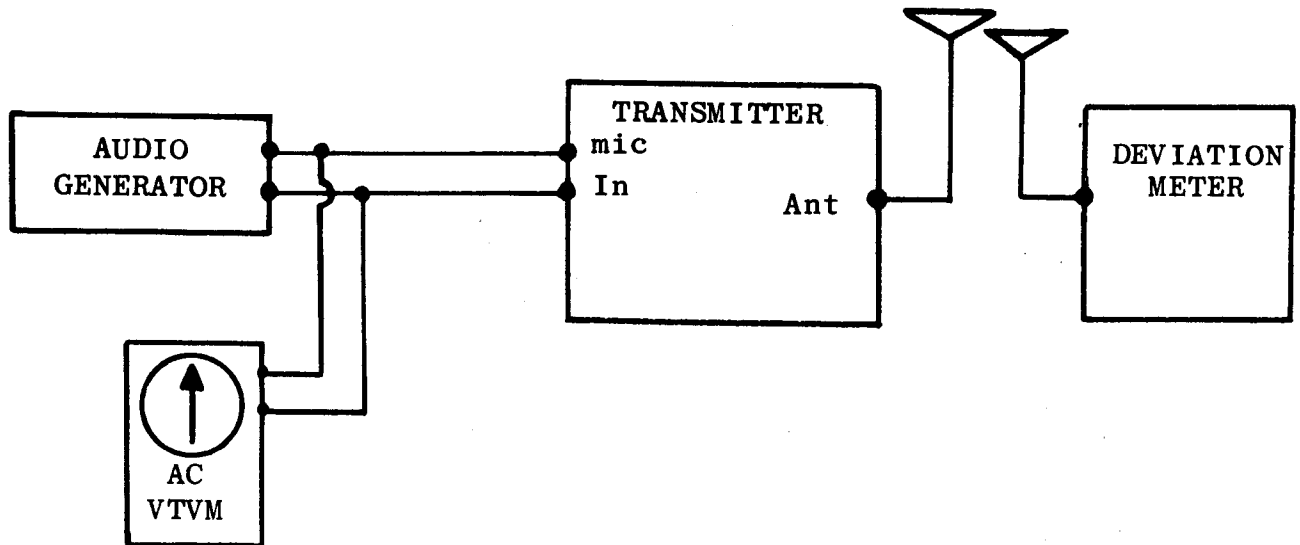 AUDIO
GENERATOR
TRANSMITTER
mic
In
Ant
DEVIATION
METER
AC
VTVM